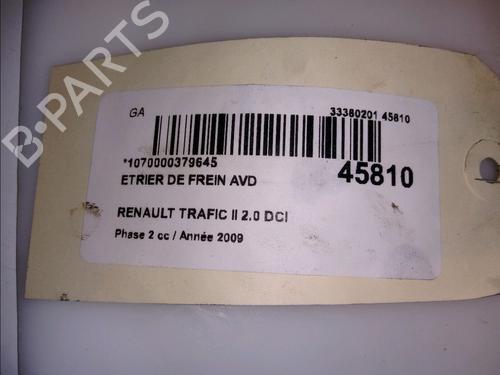 GA
33380201 45810
*1070000379645
45810
ETRIER DE FREIN AVD
RENAULT TRAFIC II 2.0 DCI
Phase 2 cc / Année 2009
B-PARTS